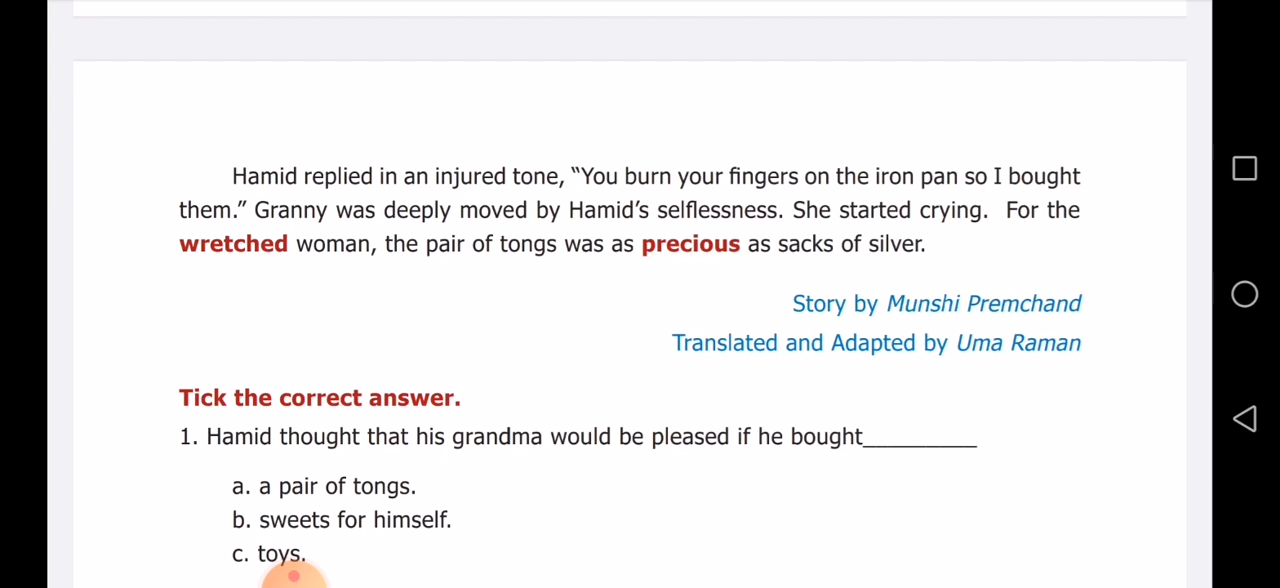 Hamid replied in an injured tone, “You burn your fingers on the iron pan so I bought
them.” Granny was deeply moved by Hamid’s selflessness. She started crying. For the
wretched woman, the pair of tongs was as precious as sacks of silver.
Story by Munshi Premchand
Translated and Adapted by Uma Raman
Tick the correct answer.
1. Hamid thought that his grandma would be pleased if he bought__________
a. a pair of tongs.
b. sweets for himself.
c. toys.